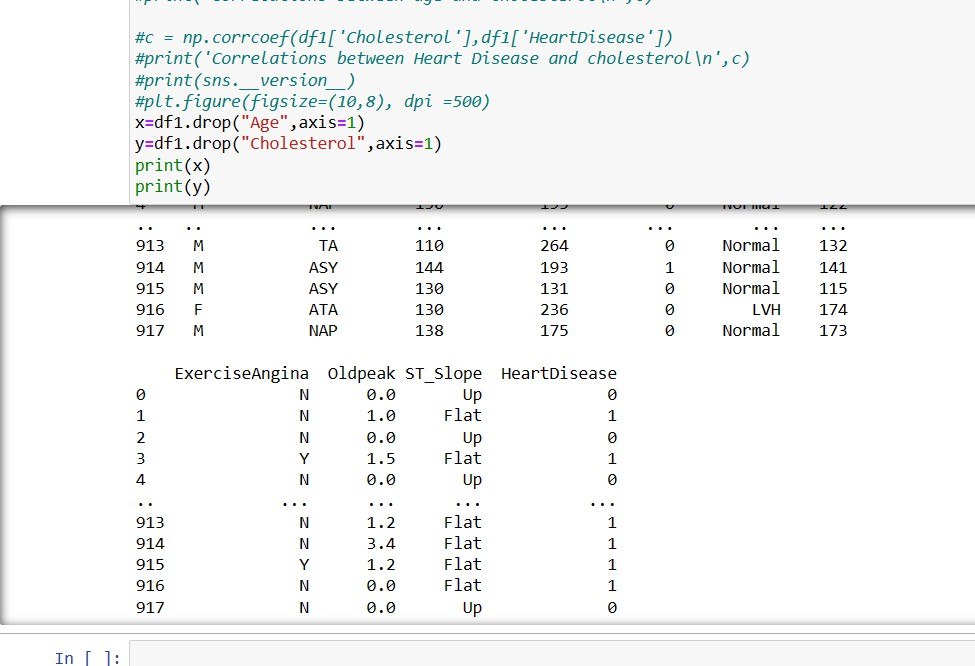 #c = np.corrcoef(df1['Cholesterol'],df1['HeartDisease'])
#print('Correlations between Heart Disease and cholesterol\n',c)
#print(sns.__version__)
#plt.figure(figsize=(10,8), dpi =500)
x=df1.drop("Age",axis=1)
y=df1.drop("Cholesterol",axis=1)
print(x)
print(y)
.. .. ... ... ... ... ... ...
913 M TA 110 264 0 Normal 132
914 M ASY 144 193 1 Normal 141
915 M ASY 130 131 0 Normal 115
916 F ATA 130 236 0 LVH 174
917 M NAP 138 175 0 Normal 173
ExerciseAngina Oldpeak ST_Slope HeartDisease
0 N 0.0 Up 0
1 N 1.0 Flat 1
2 N 0.0 Up 0
3 Y 1.5 Flat 1
4 N 0.0 Up 0
.. ... ... ... ...
913 N 1.2 Flat 1
914 N 3.4 Flat 1
915 Y 1.2 Flat 1
916 N 0.0 Flat 1
917 N 0.0 Up 0
In [ ]: